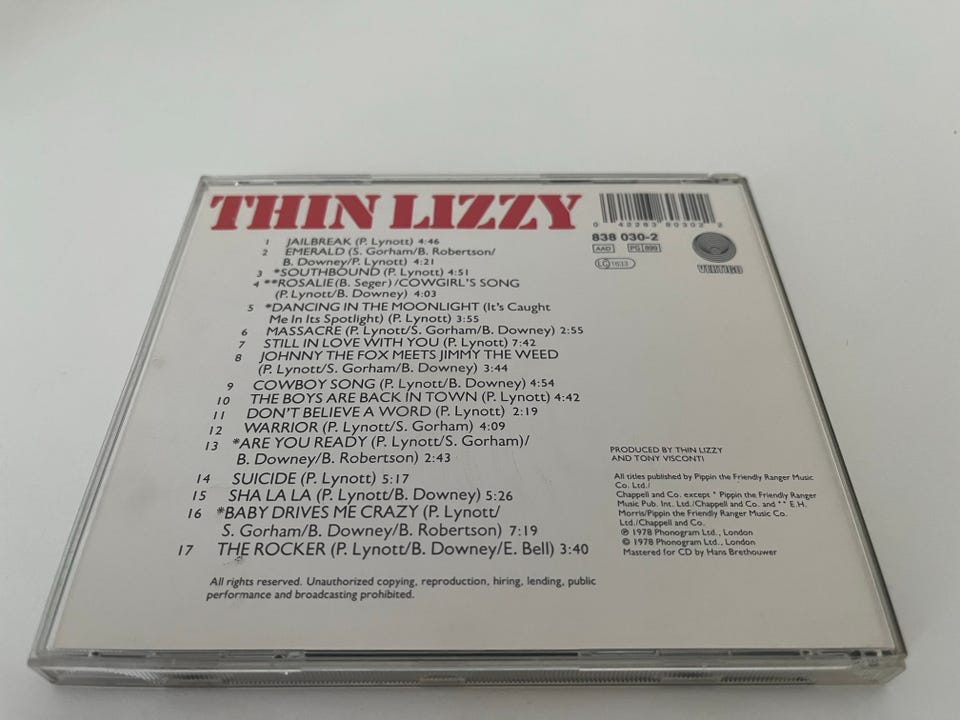 THIN LIZZY
0 42283 80302 2
838 030-2
AAD PG 899
LC 1633
VERTIGO
1 JAILBREAK (P. Lynott) 4:46
2 EMERALD (S. Gorham/B. Robertson/
B. Downey/P. Lynott) 4:21
3 *SOUTHBOUND (P. Lynott) 4:51
4 **ROSALIE(B. Seger)/COWGIRL'S SONG
(P. Lynott/B. Downey) 4:03
5 *DANCING IN THE MOONLIGHT (It's Caught
Me In Its Spotlight) (P. Lynott) 3:55
6 MASSACRE (P. Lynott/S. Gorham/B. Downey) 2:55
7 STILL IN LOVE WITH YOU (P. Lynott) 7:42
8 JOHNNY THE FOX MEETS JIMMY THE WEED
(P. Lynott/S. Gorham/B. Downey) 3:44
9 COWBOY SONG (P. Lynott/B. Downey) 4:54
10 THE BOYS ARE BACK IN TOWN (P. Lynott) 4:42
11 DON'T BELIEVE A WORD (P. Lynott) 2:19
12 WARRIOR (P. Lynott/S. Gorham) 4:09
13 *ARE YOU READY (P. Lynott/S. Gorham)/
B. Downey/B. Robertson) 2:43
14 SUICIDE (P. Lynott) 5:17
15 SHA LA LA (P. Lynott/B. Downey) 5:26
16 *BABY DRIVES ME CRAZY (P. Lynott/
S. Gorham/B. Downey/B. Robertson) 7:19
17 THE ROCKER (P. Lynott/B. Downey/E. Bell) 3:40
All rights reserved. Unauthorized copying, reproduction, hiring, lending, public
performance and broadcasting prohibited.
PRODUCED BY THIN LIZZY
AND TONY VISCONTI
All titles published by Pippin the Friendly Ranger Music
Co. Ltd./
Chappell and Co. except * Pippin the Friendly Ranger
Music Pub. Int. Ltd./Chappell and Co. and ** E.H.
Morris/Pippin the Friendly Ranger Music Co.
Ltd./Chappell and Co.
℗ 1978 Phonogram Ltd., London
© 1978 Phonogram Ltd., London
Mastered for CD by Hans Brethouwer